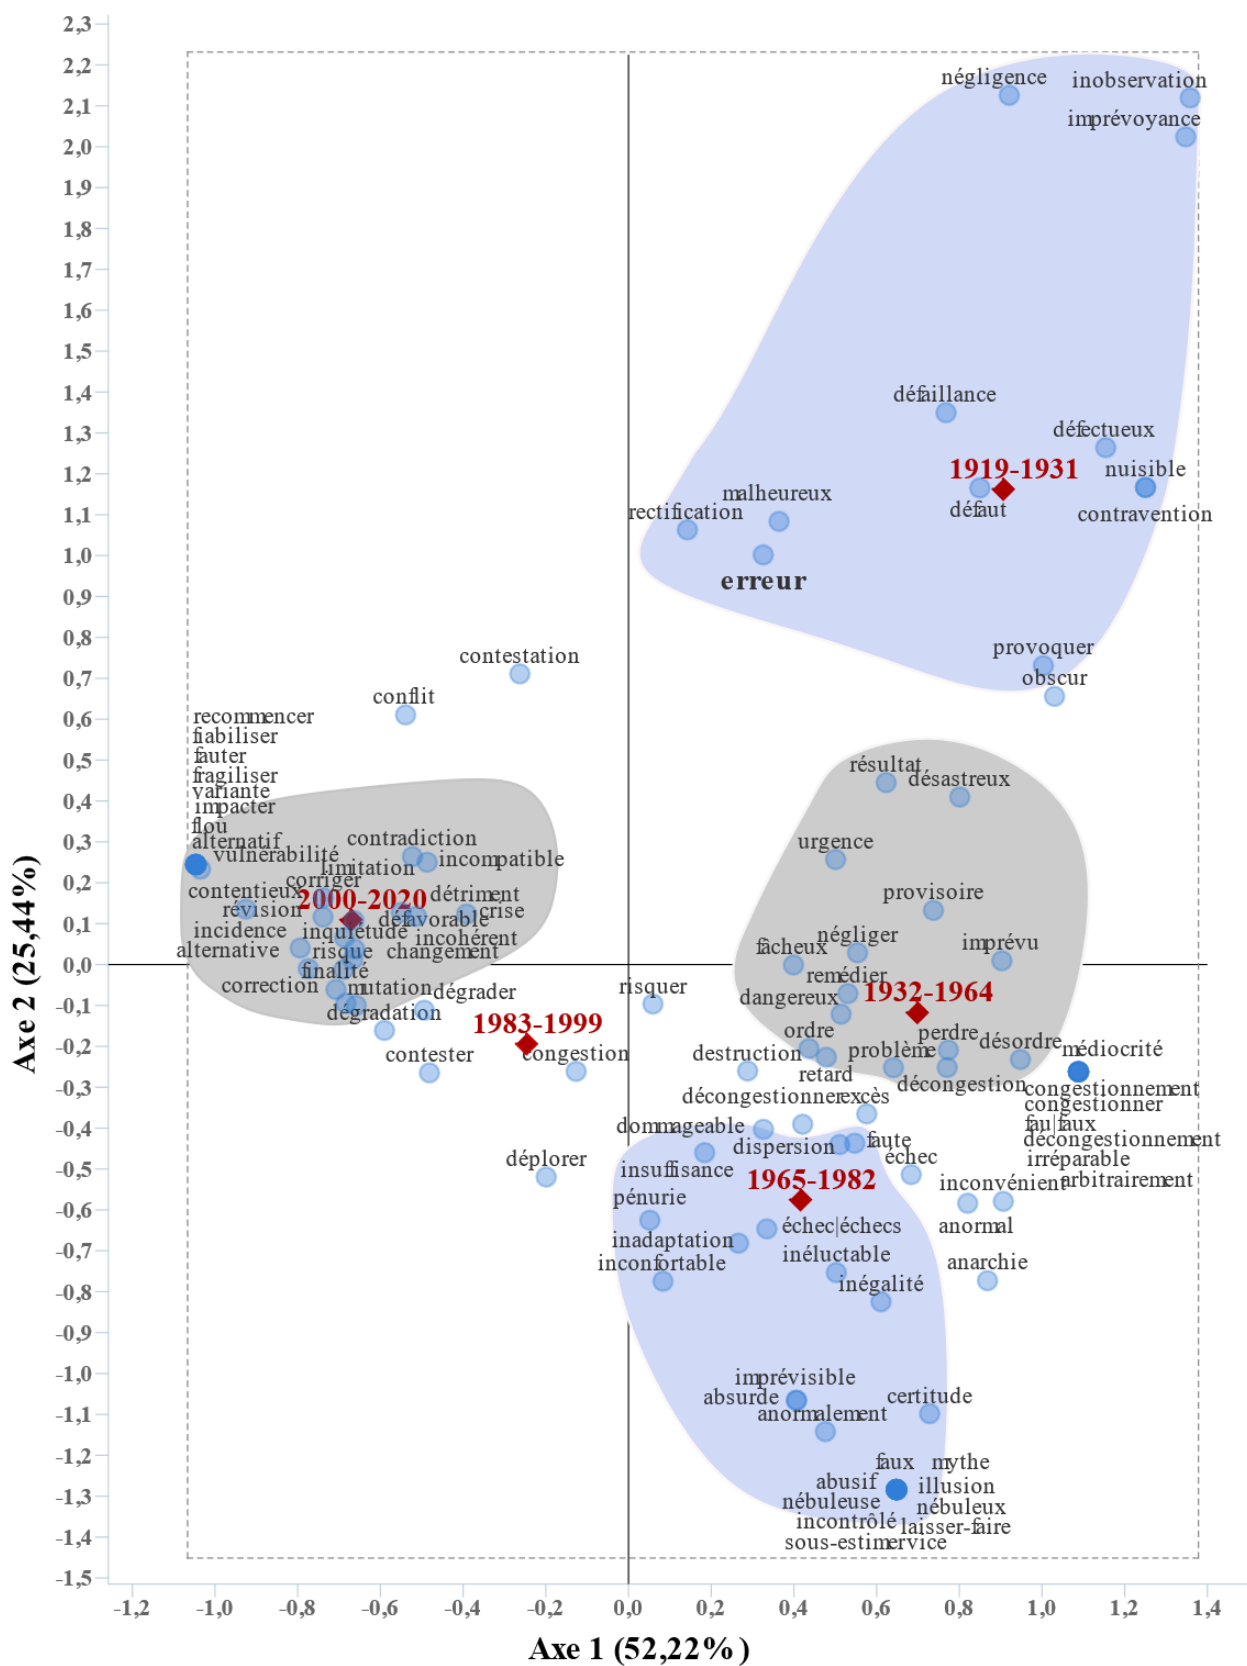 2,3
2,2
2,1
2,0
1,9
1,8
1,7
1,6
1,5
1,4
1,3
1,2
1,1
1,0
0,9
0,8
0,7
0,6
0,5
0,4
0,3
0,2
0,1
0,0
-0,1
-0,2
-0,3
-0,4
-0,5
-0,6
-0,7
-0,8
-0,9
-1,0
-1,1
-1,2
-1,3
-1,4
-1,5
Axe 2 (25,44%)
négligence
inobservation
imprévoyance
défaillance
défectueux
1919-1931
nuisible
défaut
contravention
malheureux
rectification
erreur
provoquer
obscur
contestation
conflit
recommencer
fiabiliser
fauter
fragiliser
variante
impacter
flou
alternatif
vulnérabilité
contradiction
limitation
incompatible
corriger
contentieux
2000-2020
détriment
révision
défavorable
crise
incidence
inquiétude
incohérent
alternative
risque
changement
finalité
correction
mutation
dégrader
dégradation
1983-1999
contester
congestion
déplorer
risquer
résultat
désastreux
urgence
provisoire
négliger
fâcheux
imprévu
remédier
dangereux
1932-1964
ordre
perdre
désordre
problème
retard
décongestion
médiocrité
congestionnement
congestionner
fau|faux
décongestionnement
irréparable
arbitrairement
destruction
décongestionner
excès
dommageable
dispersion
faute
échec
insuffisance
1965-1982
inconvénient
pénurie
anormal
échec|échecs
inadaptation
inéluctable
anarchie
inconfortable
inégalité
imprévisible
absurde
certitude
anormalement
faux
mythe
abusif
illusion
nébuleuse
nébuleux
incontrôlé
laisser-faire
sous-estimer
service
-1,2
-1,0
-0,8
-0,6
-0,4
-0,2
0,0
0,2
0,4
0,6
0,8
1,0
1,2
1,4
Axe 1 (52,22%)